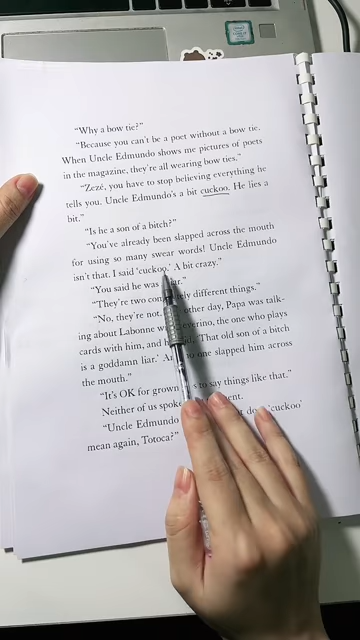 “Why a bow tie?”
“Because you can't be a poet without a bow tie.
When Uncle Edmundo shows me pictures of poets
in the magazine, they're all wearing bow ties.”
“Zezé, you have to stop believing everything he
tells you. Uncle Edmundo's a bit cuckoo. He lies a
bit.”
“Is he a son of a bitch?”
“You've already been slapped across the mouth
for using so many swear words! Uncle Edmundo
isn't that. I said ‘cuckoo.’ A bit crazy.”
“You said he was
“They're two different things.”
“No, they're not. other day, Papa was talk-
ing about Labonne the one who plays
cards with him, and ‘That old son of a bitch
is a goddamn liar.’ one slapped him across
the mouth.”
“It's OK for grown to say things like that.”
Neither of us
“Uncle Edmundo ‘cuckoo’
mean again, Totoca?”